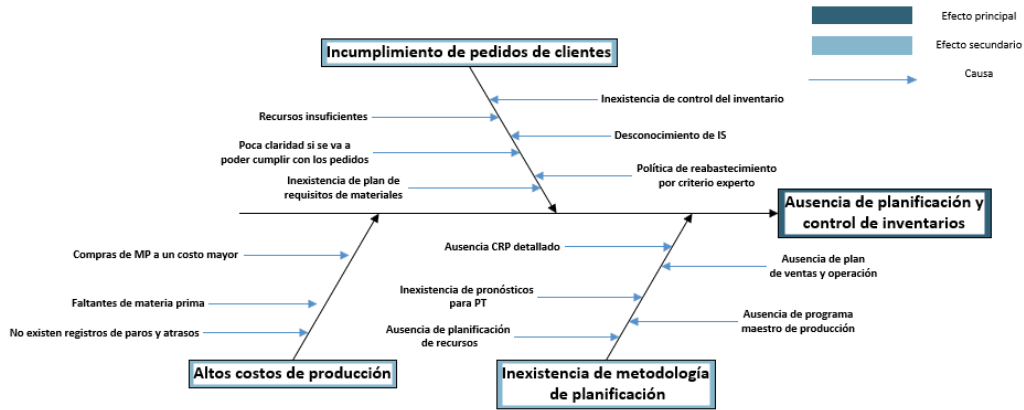 Efecto principal
Efecto secundario
Causa
Incumplimiento de pedidos de clientes
Inexistencia de control del inventario
Recursos insuficientes
Desconocimiento de IS
Poca claridad si se va a
poder cumplir con los pedidos
Política de reabastecimiento
por criterio experto
Inexistencia de plan de
requisitos de materiales
Ausencia de planificación y
control de inventarios
Compras de MP a un costo mayor
Faltantes de materia prima
No existen registros de paros y atrasos
Altos costos de producción
Ausencia CRP detallado
Ausencia de plan
de ventas y operación
Inexistencia de pronósticos
para PT
Ausencia de programa
maestro de producción
Ausencia de planificación
de recursos
Inexistencia de metodología
de planificación